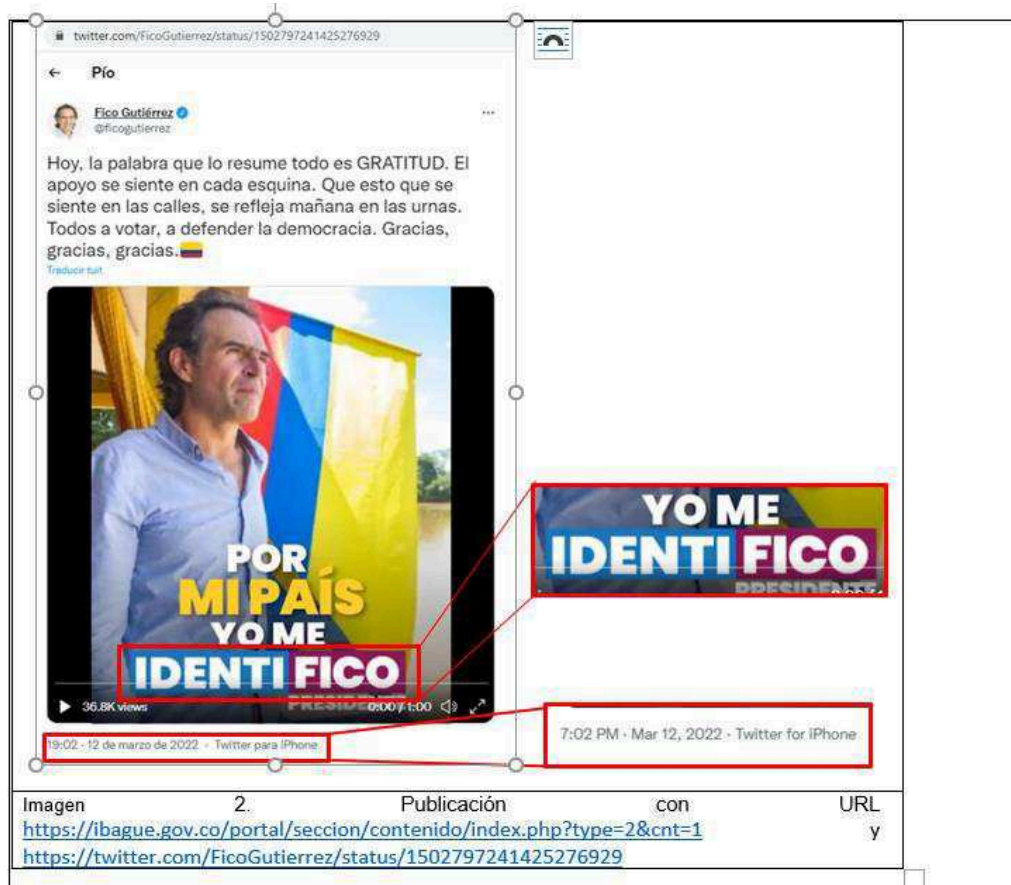 twitter.com/FicoGutierrez/status/1502797241425276929
← Pío
Fico Gutiérrez
@ficogutierrez
Hoy, la palabra que lo resume todo es GRATITUD. El
apoyo se siente en cada esquina. Que esto que se
siente en las calles, se refleja mañana en las urnas.
Todos a votar, a defender la democracia. Gracias,
gracias, gracias.
Traducir tuit
POR
MI PAÍS
YO ME
IDENTIFICO
PRESIDENTE
36.8K views
0:00 / 1:00
19:02 · 12 de marzo de 2022 · Twitter para iPhone
YO ME
IDENTIFICO
PRESIDENTE
7:02 PM · Mar 12, 2022 · Twitter for iPhone
Imagen 2. Publicación con URL
https://ibague.gov.co/portal/seccion/contenido/index.php?type=2&cnt=1 y
https://twitter.com/FicoGutierrez/status/1502797241425276929